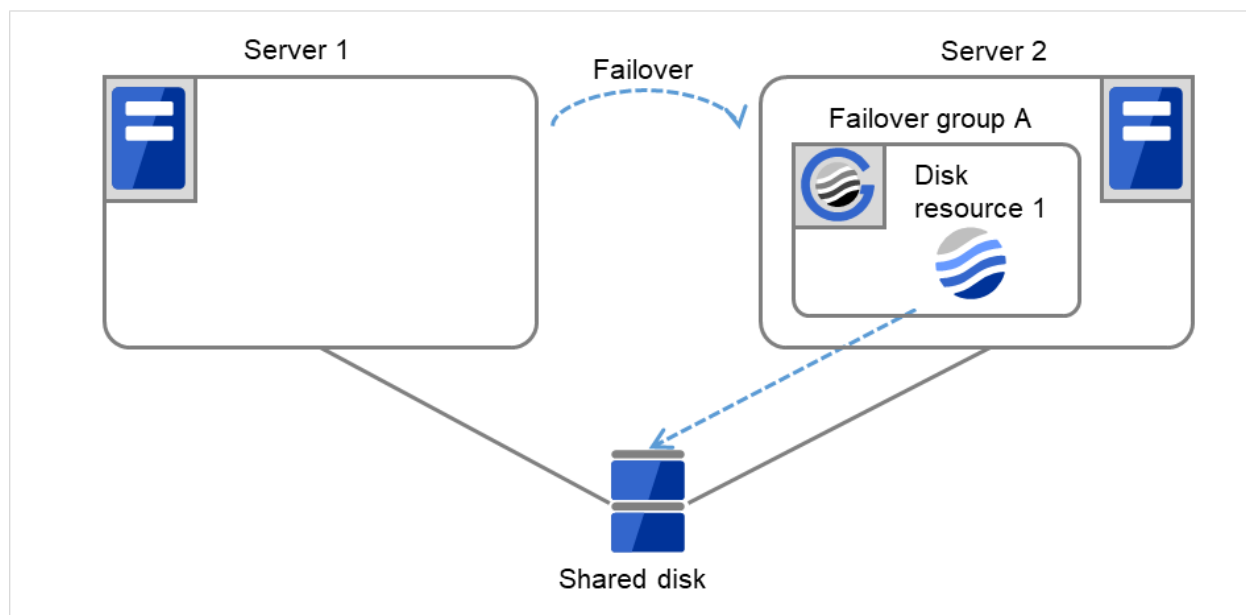 Server 1
Failover
Server 2
Failover group A
Disk
resource 1
Shared disk